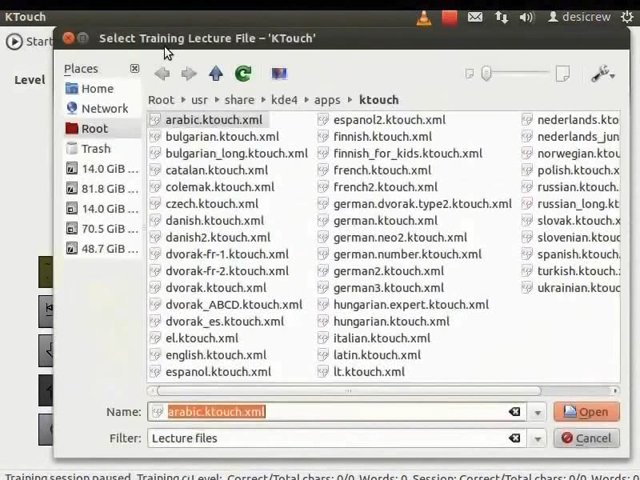 KTouch
desicrew
Start
Select Training Lecture File – 'KTouch'
Level
Places
Home
Network
Root
Trash
14.0 GiB ...
81.8 GiB ...
14.0 GiB ...
70.5 GiB ...
48.7 GiB ...
Root usr share kde4 apps ktouch
arabic.ktouch.xml
bulgarian.ktouch.xml
bulgarian_long.ktouch.xml
catalan.ktouch.xml
colemak.ktouch.xml
czech.ktouch.xml
danish.ktouch.xml
danish2.ktouch.xml
dvorak-fr-1.ktouch.xml
dvorak-fr-2.ktouch.xml
dvorak.ktouch.xml
dvorak_ABCD.ktouch.xml
dvorak_es.ktouch.xml
el.ktouch.xml
english.ktouch.xml
espanol.ktouch.xml
espanol2.ktouch.xml
finnish.ktouch.xml
finnish_for_kids.ktouch.xml
french.ktouch.xml
french2.ktouch.xml
german.dvorak.type2.ktouch.xml
german.ktouch.xml
german.neo2.ktouch.xml
german.number.ktouch.xml
german2.ktouch.xml
german3.ktouch.xml
hungarian.expert.ktouch.xml
hungarian.ktouch.xml
italian.ktouch.xml
latin.ktouch.xml
lt.ktouch.xml
nederlands.kto
nederlands_jun
norwegian.kto
polish.ktouch.x
russian.ktouch.
russian_long.kt
slovak.ktouch.x
slovenian.ktouc
spanish.ktouch
turkish.ktouch.
ukrainian.ktouc
Name: arabic.ktouch.xml
Open
Filter: Lecture files
Cancel
Training session paused. Level: Correct/Total chars: 0/0 Words: 0 Session: Correct/Total chars: 0/0 Words: